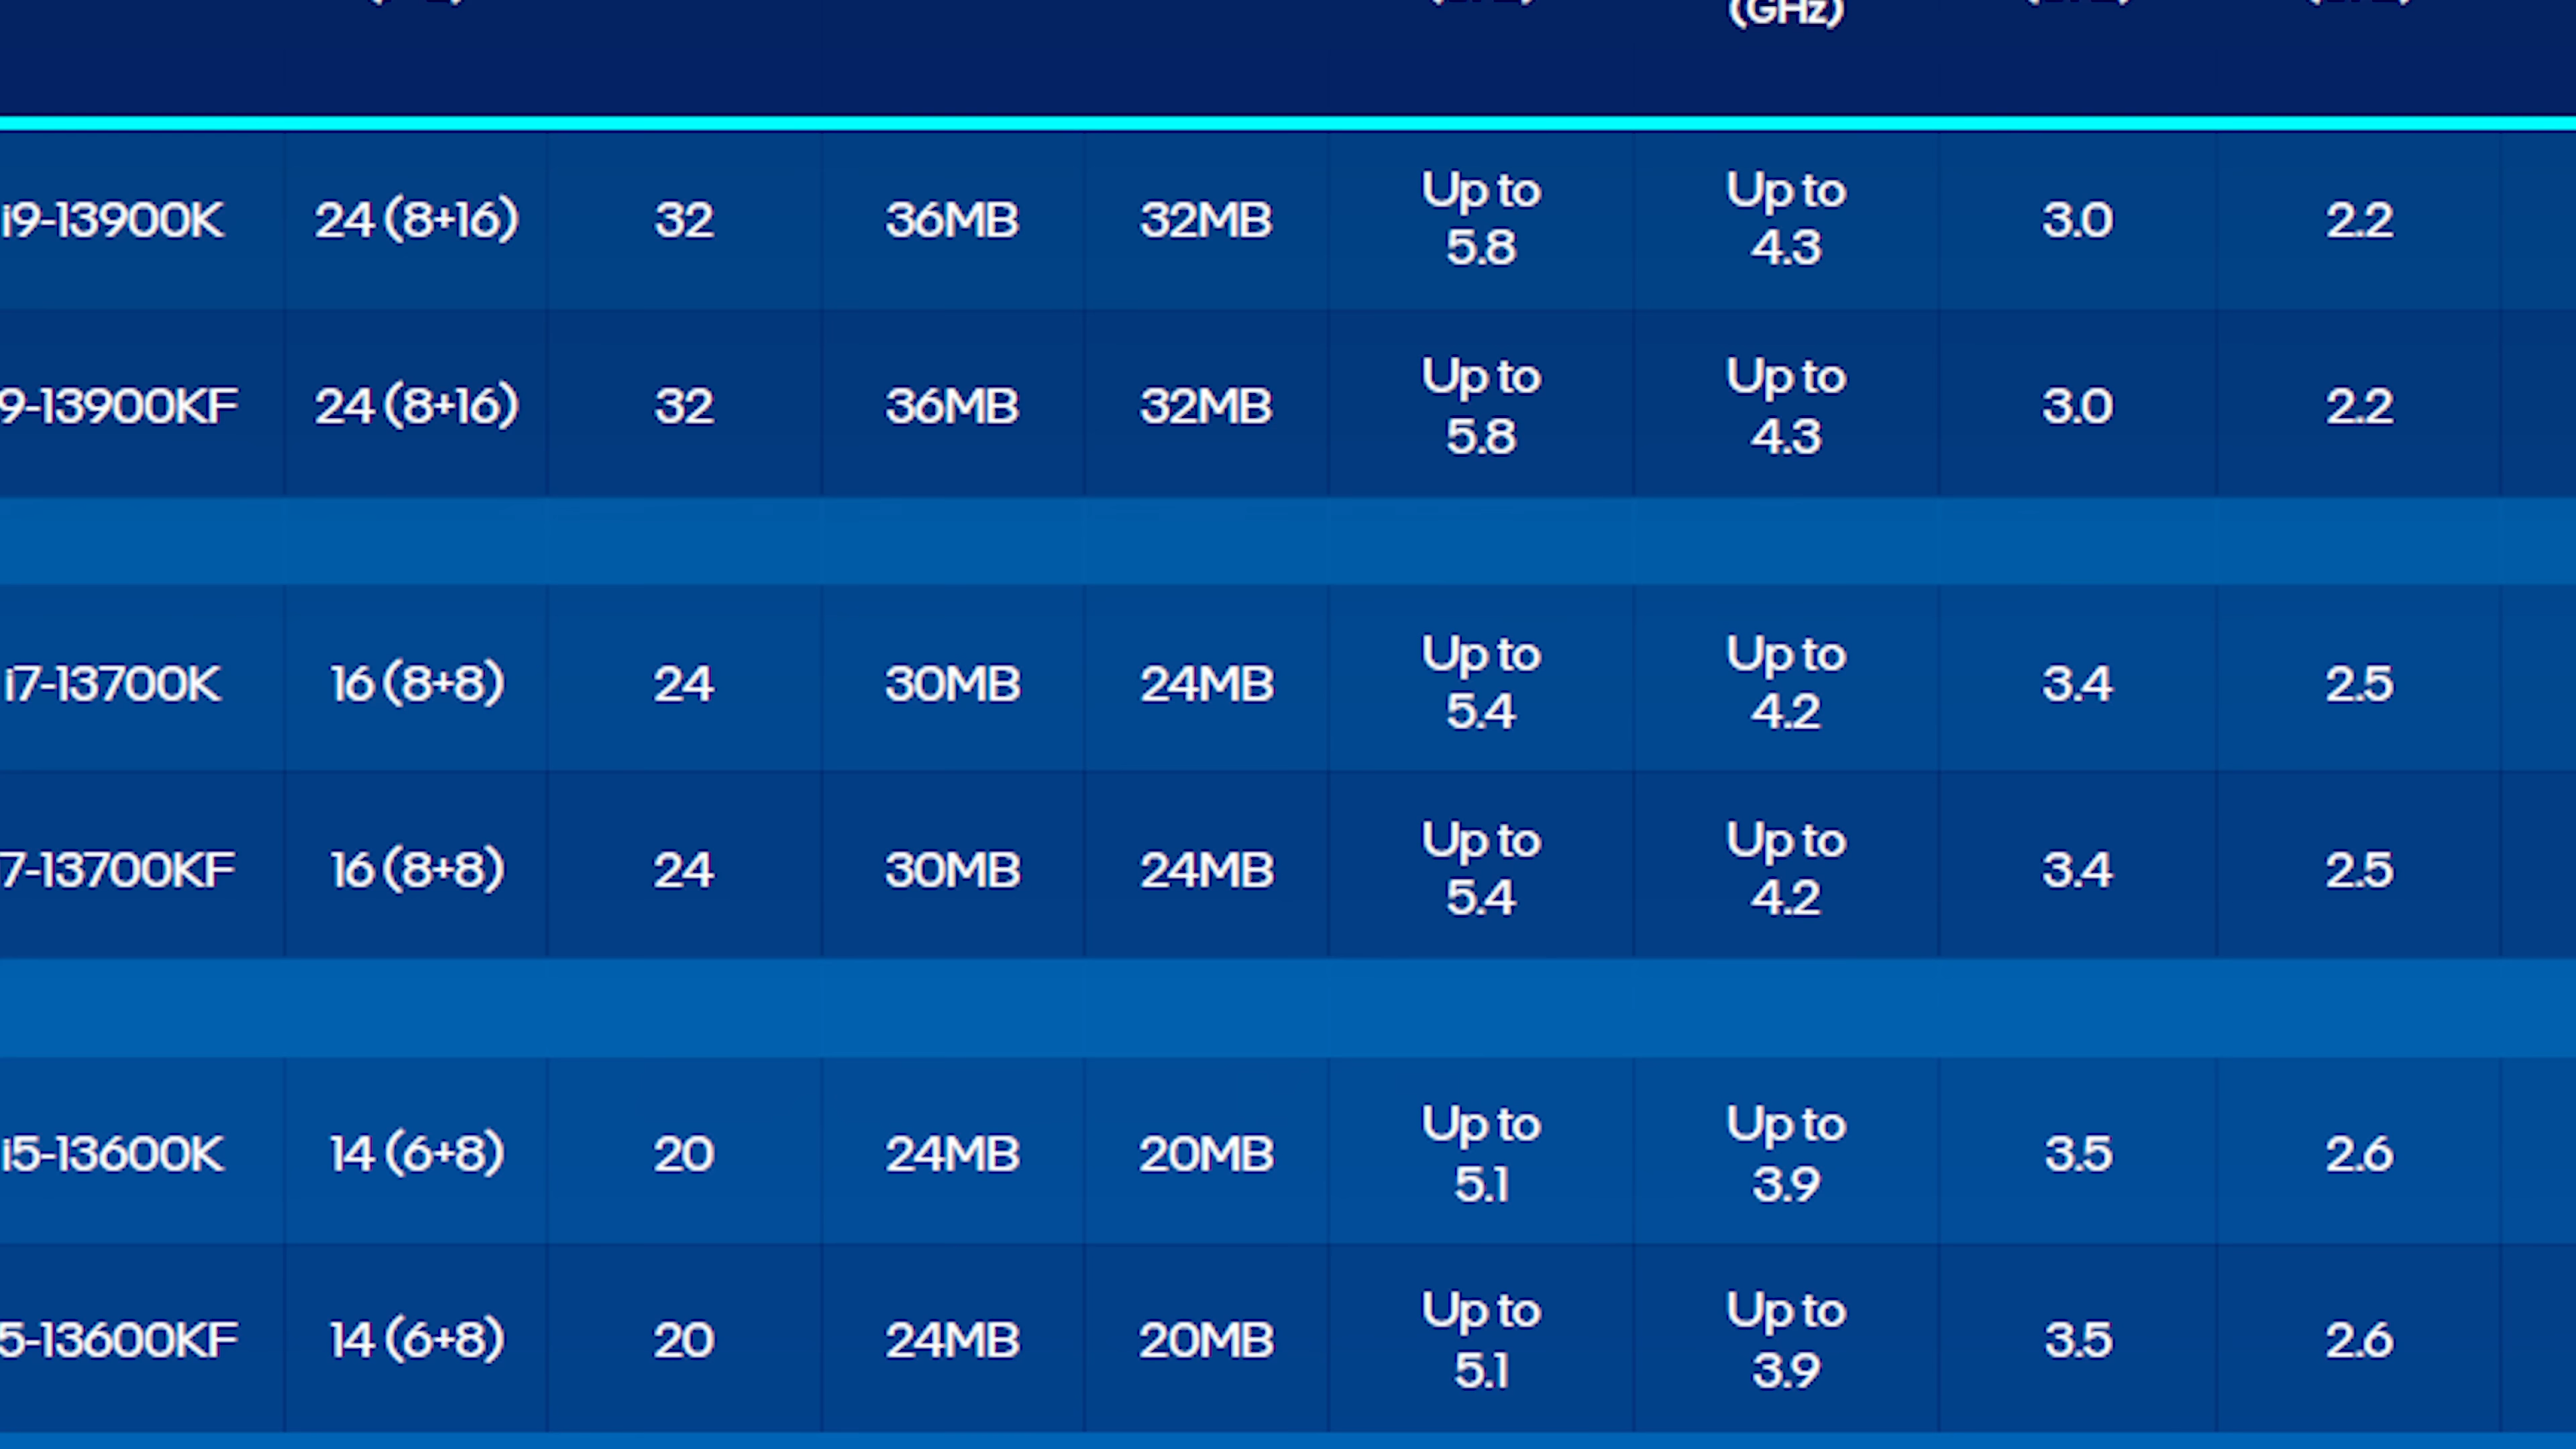 (GHz)
i9-13900K 24 (8+16) 32 36MB 32MB Up to 5.8 Up to 4.3 3.0 2.2
9-13900KF 24 (8+16) 32 36MB 32MB Up to 5.8 Up to 4.3 3.0 2.2
i7-13700K 16 (8+8) 24 30MB 24MB Up to 5.4 Up to 4.2 3.4 2.5
7-13700KF 16 (8+8) 24 30MB 24MB Up to 5.4 Up to 4.2 3.4 2.5
i5-13600K 14 (6+8) 20 24MB 20MB Up to 5.1 Up to 3.9 3.5 2.6
5-13600KF 14 (6+8) 20 24MB 20MB Up to 5.1 Up to 3.9 3.5 2.6